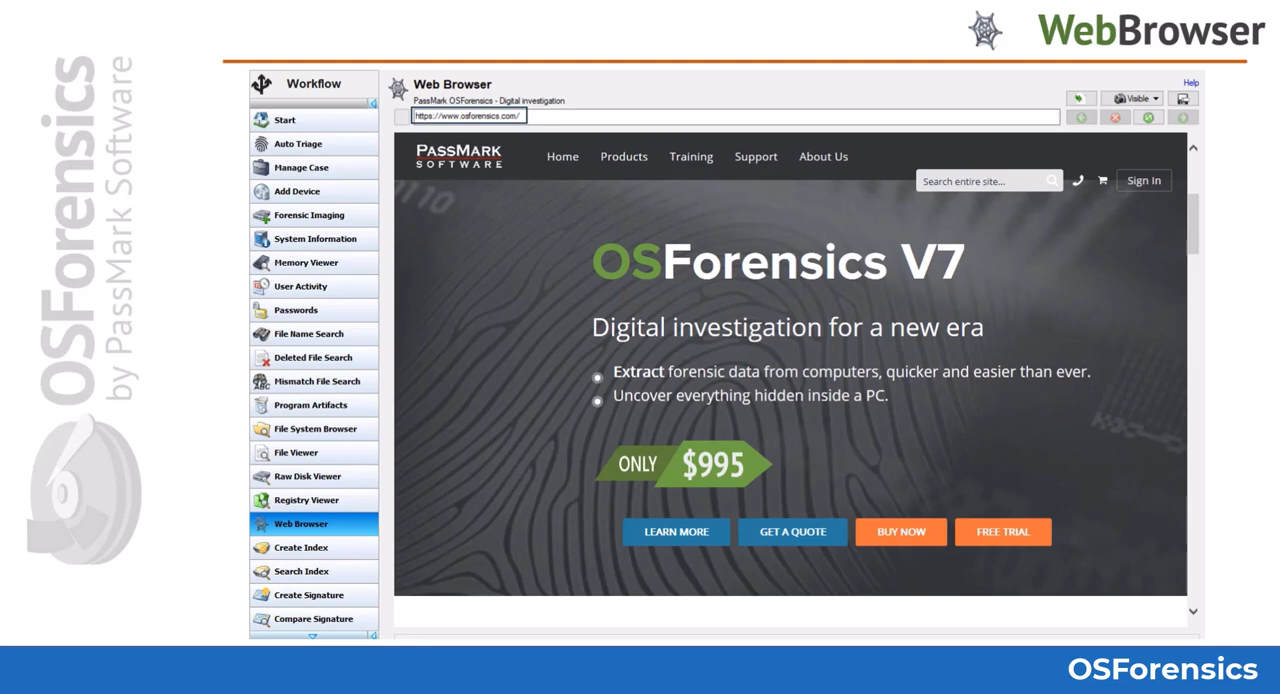 WebBrowser
OSForensics
by PassMark Software
Workflow
Start
Auto Triage
Manage Case
Add Device
Forensic Imaging
System Information
Memory Viewer
User Activity
Passwords
File Name Search
Deleted File Search
Mismatch File Search
Program Artifacts
File System Browser
File Viewer
Raw Disk Viewer
Registry Viewer
Web Browser
Create Index
Search Index
Create Signature
Compare Signature
Web Browser
PassMark OSForensics - Digital investigation
Help
Visible
https://www.osforensics.com/
PASSMARK
SOFTWARE
Home Products Training Support About Us
Search entire site... Sign In
OSForensics V7
Digital investigation for a new era
Extract forensic data from computers, quicker and easier than ever.
Uncover everything hidden inside a PC.
ONLY $995
LEARN MORE GET A QUOTE BUY NOW FREE TRIAL
OSForensics